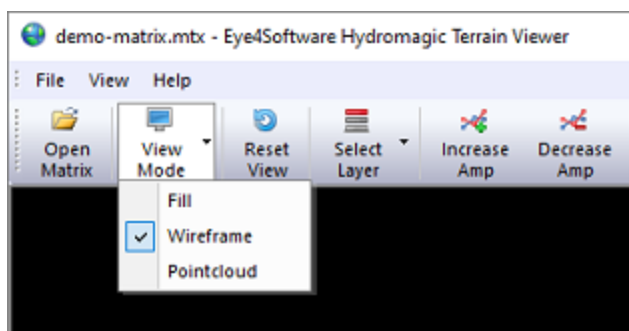 demo-matrix.mtx - Eye4Software Hydromagic Terrain Viewer
File View Help
Open Matrix
View Mode
Reset View
Select Layer
Increase Amp
Decrease Amp
Fill
Wireframe
Pointcloud